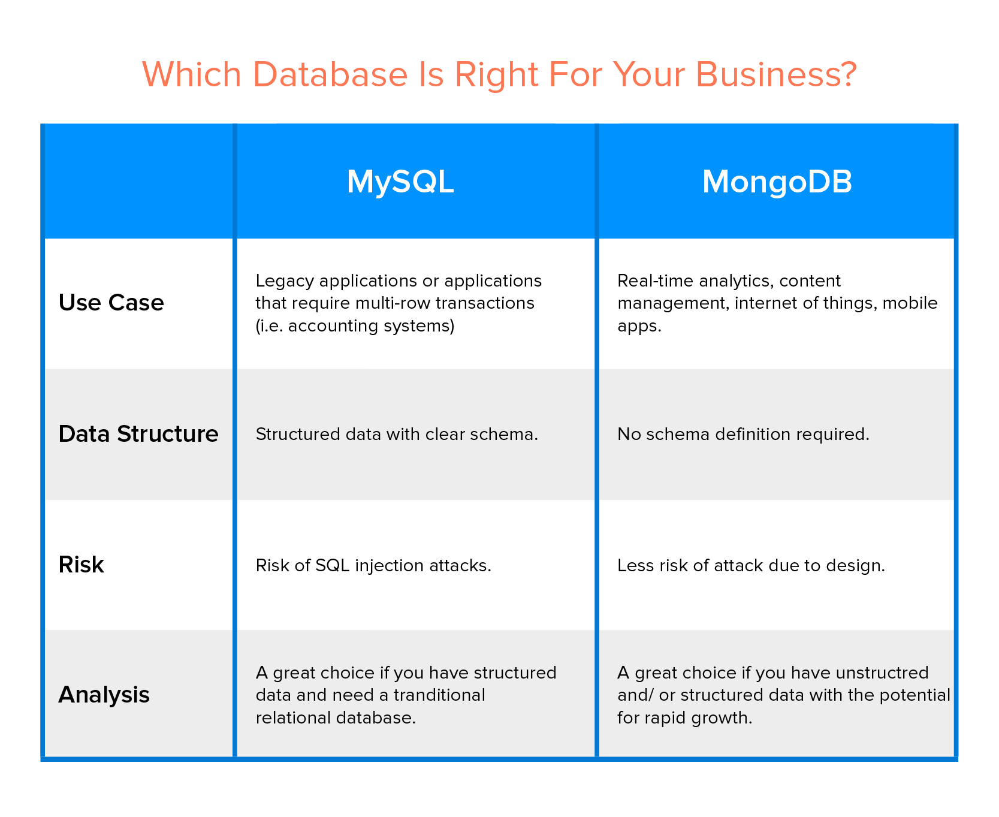 Which Database Is Right For Your Business?
MySQL
MongoDB
Use Case
Legacy applications or applications
that require multi-row transactions
(i.e. accounting systems)
Real-time analytics, content
management, internet of things, mobile
apps.
Data Structure
Structured data with clear schema.
No schema definition required.
Risk
Risk of SQL injection attacks.
Less risk of attack due to design.
Analysis
A great choice if you have structured
data and need a tranditional
relational database.
A great choice if you have unstructred
and/ or structured data with the potential
for rapid growth.